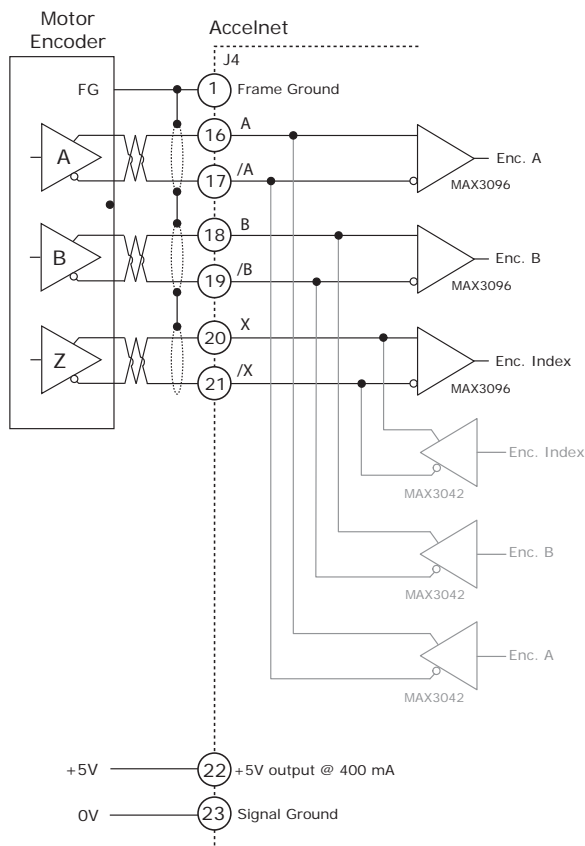 Motor
Encoder
Accelnet
J4
FG
1
Frame Ground
A
16
A
17
/A
Enc. A
MAX3096
B
18
B
19
/B
Enc. B
MAX3096
Z
20
X
21
/X
Enc. Index
MAX3096
Enc. Index
MAX3042
Enc. B
MAX3042
Enc. A
MAX3042
+5V
22
+5V output @ 400 mA
0V
23
Signal Ground